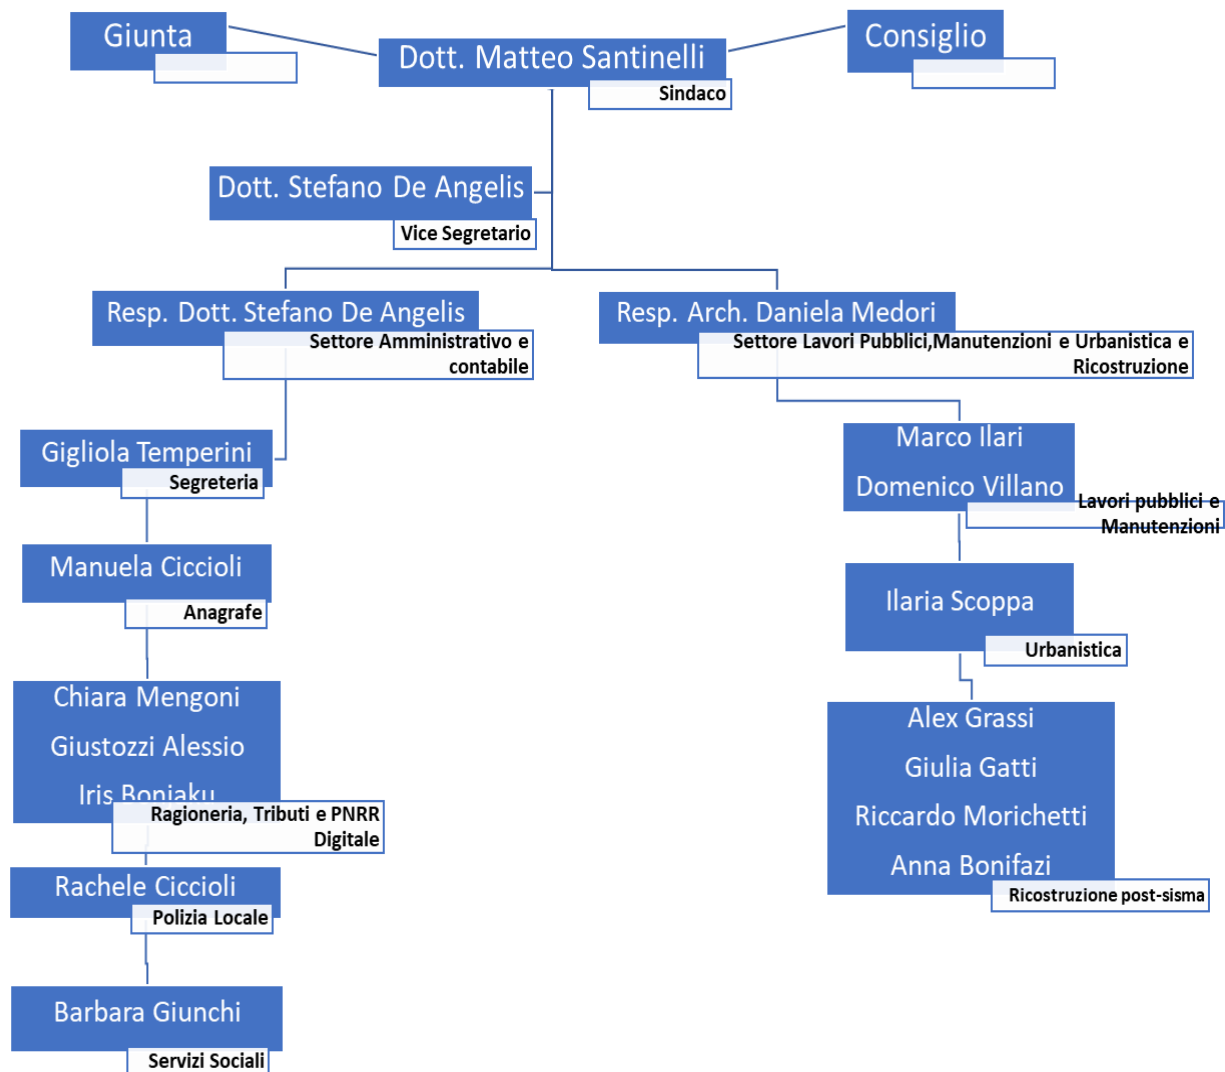 Giunta
Dott. Matteo Santinelli
Sindaco
Consiglio
Dott. Stefano De Angelis
Vice Segretario
Resp. Dott. Stefano De Angelis
Settore Amministrativo e
contabile
Resp. Arch. Daniela Medori
Settore Lavori Pubblici,Manutenzioni e Urbanistica e
Ricostruzione
Gigliola Temperini
Segreteria
Manuela Ciccioli
Anagrafe
Chiara Mengoni
Giustozzi Alessio
Iris Bonjaku
Ragioneria, Tributi e PNRR
Digitale
Rachele Ciccioli
Polizia Locale
Barbara Giunchi
Servizi Sociali
Marco Ilari
Domenico Villano
Lavori pubblici e
Manutenzioni
Ilaria Scoppa
Urbanistica
Alex Grassi
Giulia Gatti
Riccardo Morichetti
Anna Bonifazi
Ricostruzione post-sisma